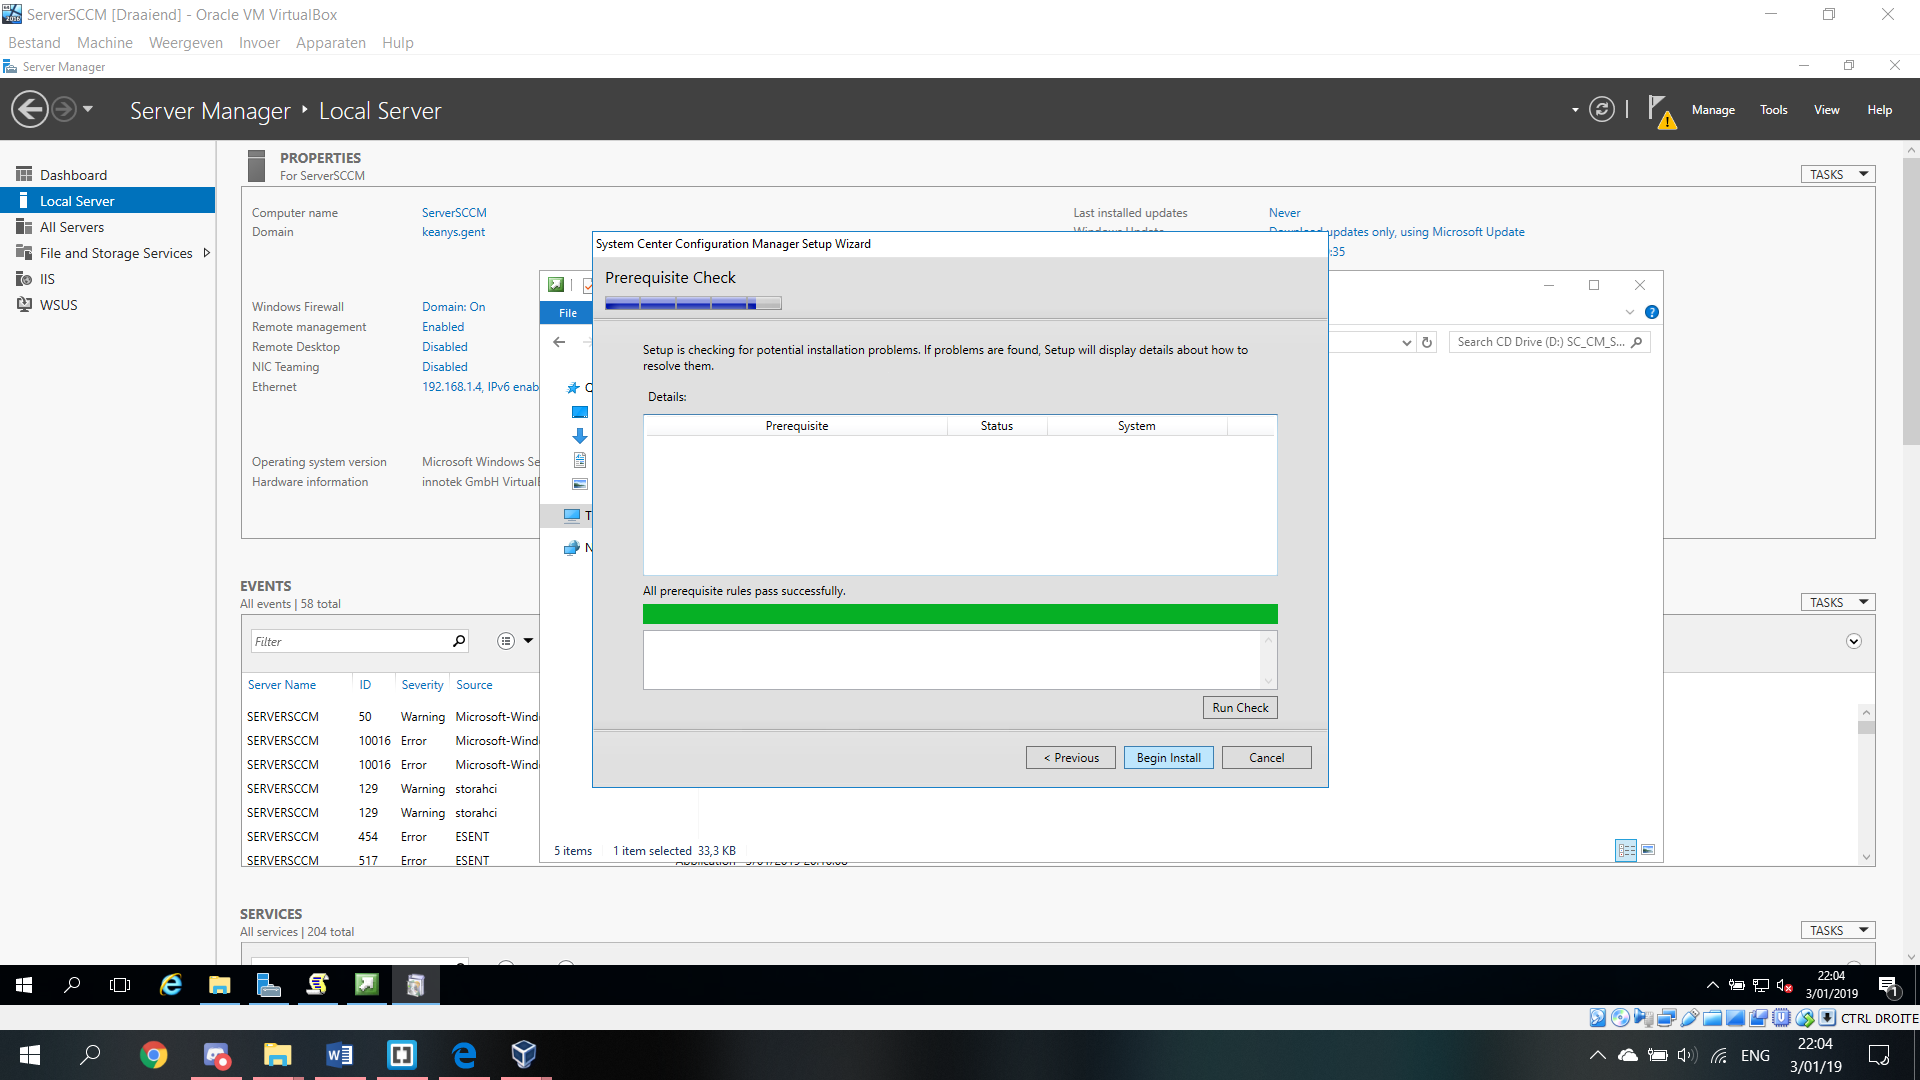 ServerSCCM [Draaiend] - Oracle VM VirtualBox
Bestand Machine Weergeven Invoer Apparaten Hulp
Server Manager
Server Manager Local Server
Manage Tools View Help
Dashboard
Local Server
All Servers
File and Storage Services
IIS
WSUS
PROPERTIES
For ServerSCCM
TASKS
Computer name ServerSCCM
Domain keanys.gent
Last installed updates Never
Windows Update Download updates only, using Microsoft Update
:35
Windows Firewall Domain: On
Remote management Enabled
Remote Desktop Disabled
NIC Teaming Disabled
Ethernet 192.168.1.4, IPv6 enab
Operating system version Microsoft Windows Se
Hardware information innotek GmbH Virtual
File
Search CD Drive (D:) SC_CM_S...
System Center Configuration Manager Setup Wizard
Prerequisite Check
Setup is checking for potential installation problems. If problems are found, Setup will display details about how to
resolve them.
Details:
Prerequisite Status System
All prerequisite rules pass successfully.
Run Check
< Previous Begin Install Cancel
5 items 1 item selected 33,3 KB
EVENTS
All events | 58 total
TASKS
Filter
Server Name ID Severity Source
SERVERSCCM 50 Warning Microsoft-Wind
SERVERSCCM 10016 Error Microsoft-Wind
SERVERSCCM 10016 Error Microsoft-Wind
SERVERSCCM 129 Warning storahci
SERVERSCCM 129 Warning storahci
SERVERSCCM 454 Error ESENT
SERVERSCCM 517 Error ESENT
SERVICES
All services | 204 total
TASKS
22:04
3/01/2019
1
CTRL DROITE
ENG
22:04
3/01/19